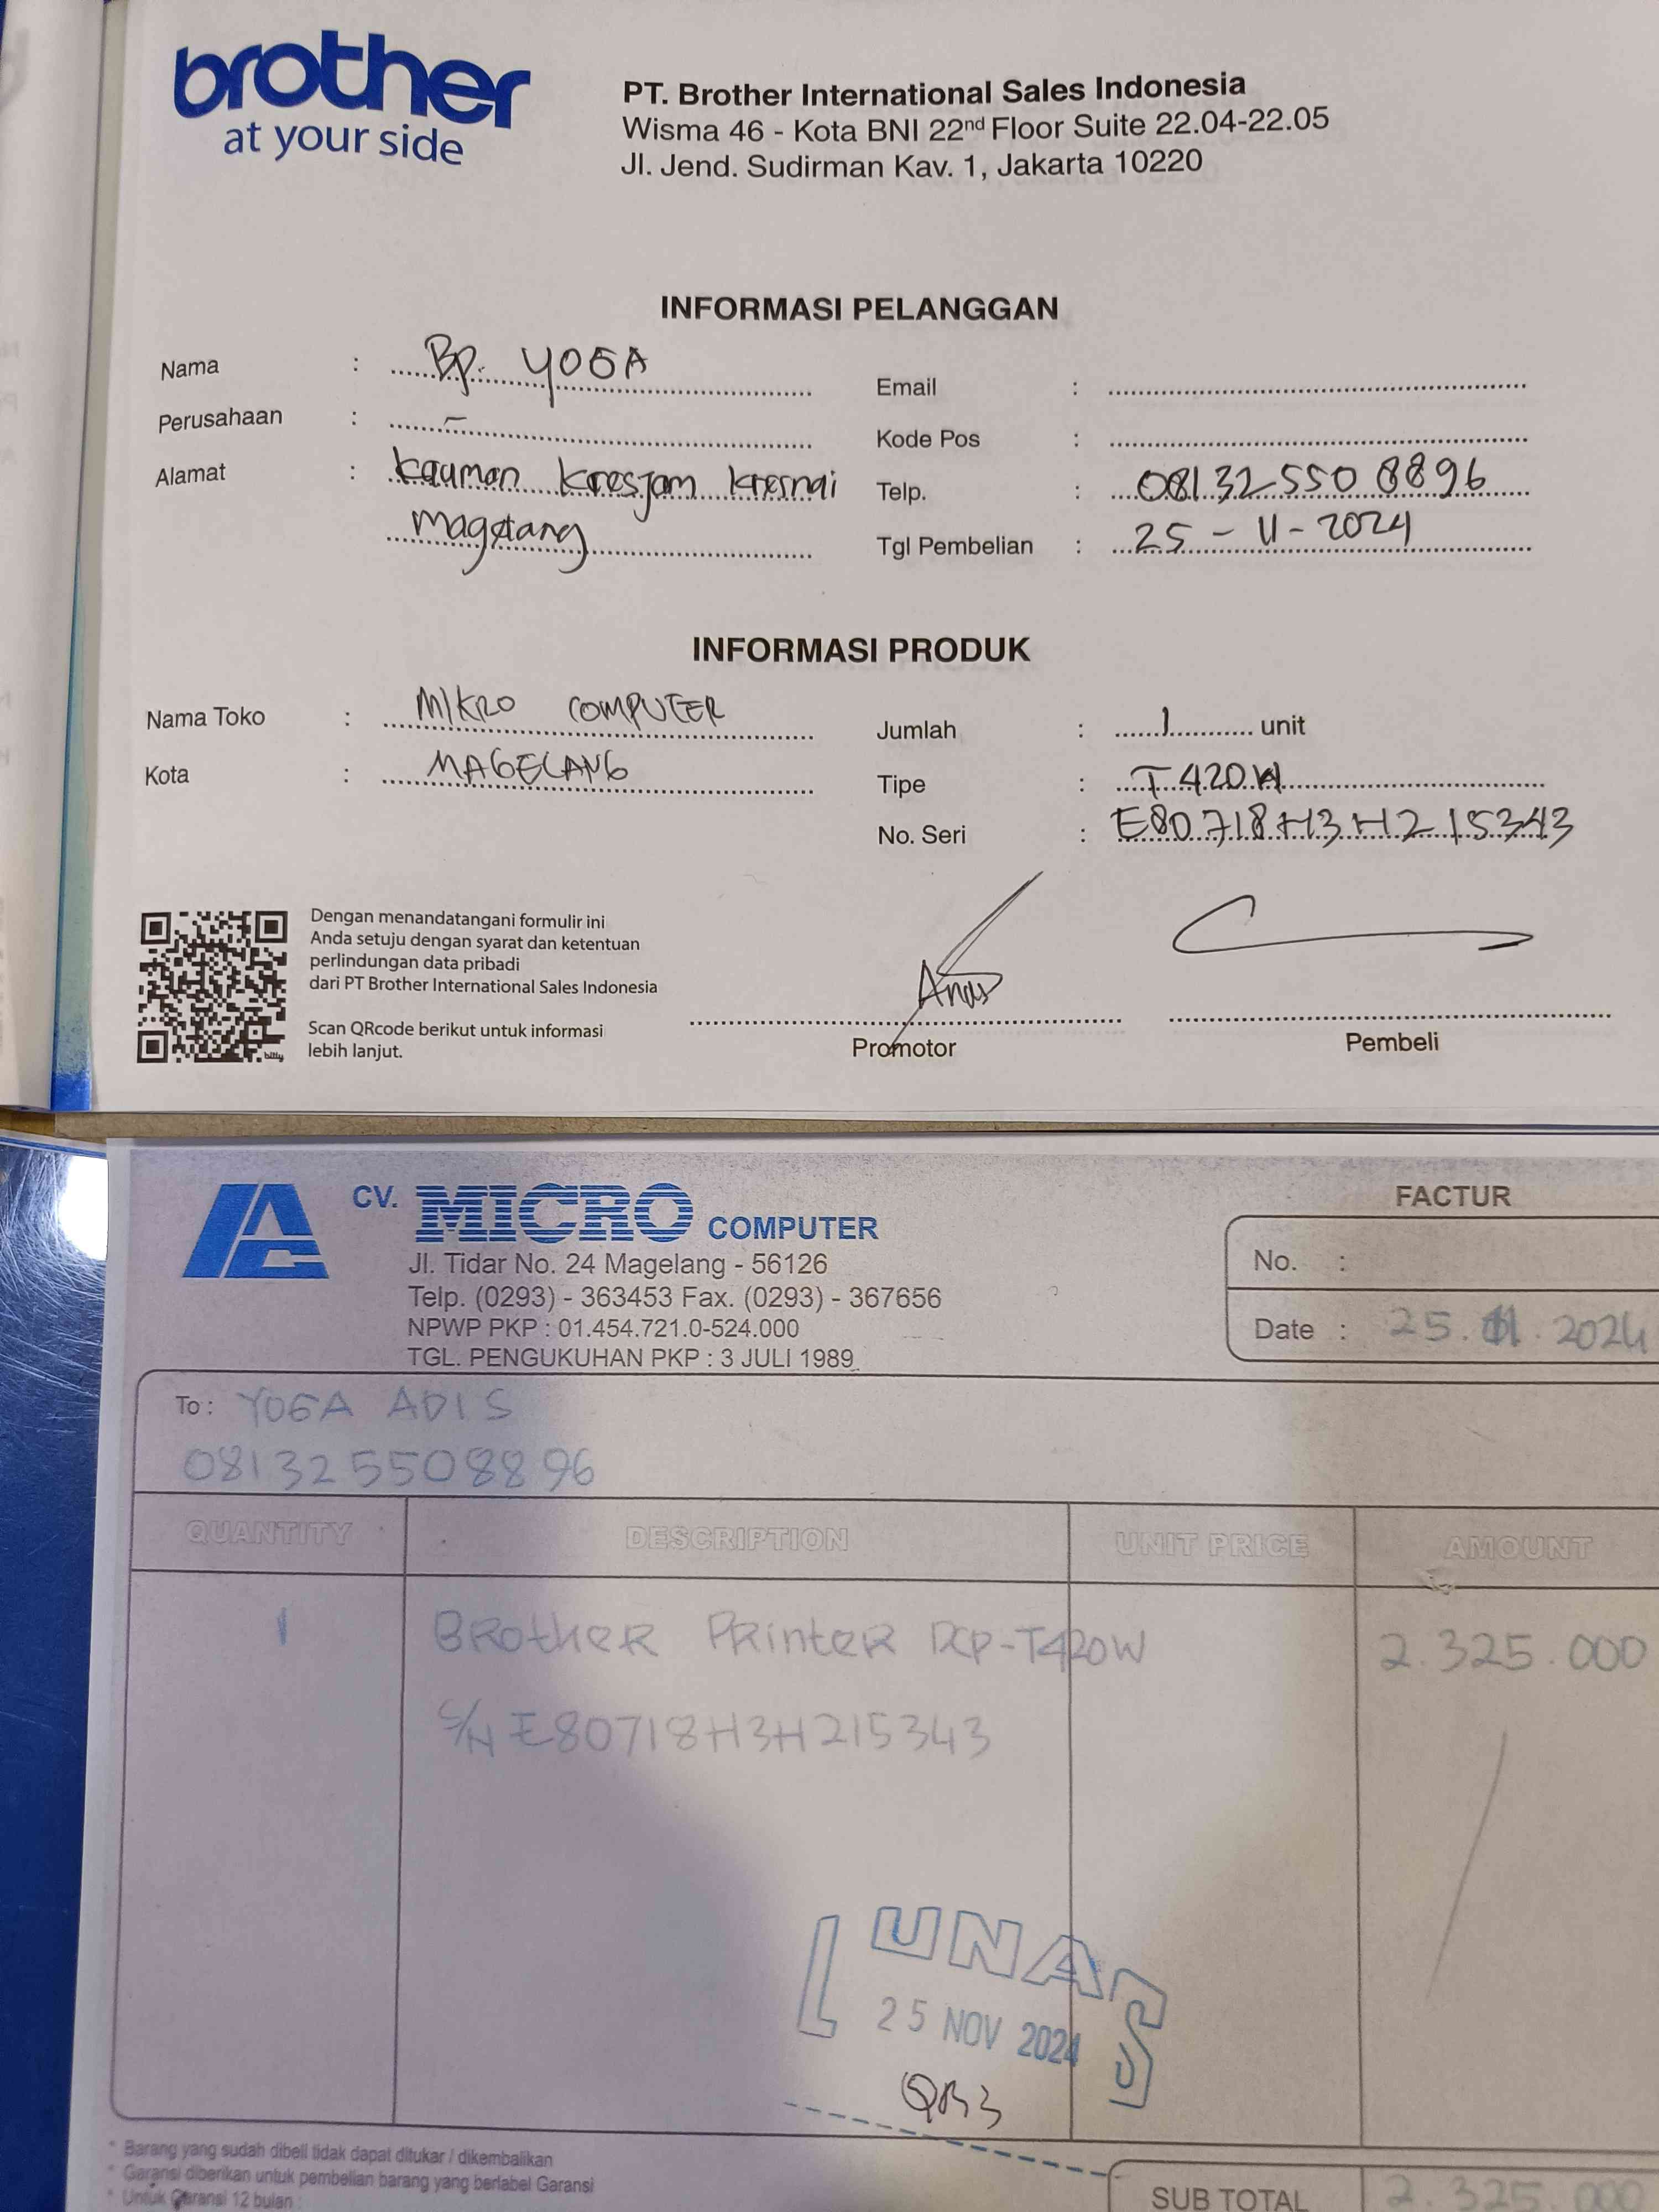 brother
at your side
PT. Brother International Sales Indonesia
Wisma 46 - Kota BNI 22nd Floor Suite 22.04-22.05
Jl. Jend. Sudirman Kav. 1, Jakarta 10220
INFORMASI PELANGGAN
Nama : Bp. YOGA
Perusahaan : -
Alamat : Kauman
Magelang
Email :
Kode Pos :
Telp. : 081325508896
Tgl Pembelian : 25 - 11 - 2024
INFORMASI PRODUK
Nama Toko : MIKRO COMPUTER
Kota : MAGELANG
Jumlah : 1 unit
Tipe : T420W
No. Seri : E80718H3H215343
Dengan menandatangani formulir ini
Anda setuju dengan syarat dan ketentuan
perlindungan data pribadi
dari PT Brother International Sales Indonesia
Scan QRcode berikut untuk informasi
lebih lanjut.
bitly
Promotor
Pembeli
CV. MICRO COMPUTER
Jl. Tidar No. 24 Magelang - 56126
Telp. (0293) - 363453 Fax. (0293) - 367656
NPWP PKP : 01.454.721.0-524.000
TGL. PENGUKUHAN PKP : 3 JULI 1989
FACTUR
No. :
Date : 25.11.2024
To : YOGA ADIS
081325508896
QUANTITY DESCRIPTION UNIT PRICE AMOUNT
1 Brother Printer DCP-T420W 2.325.000
S/N E80718H3H215343
LUNAS
25 NOV 2024
* Barang yang sudah dibeli tidak dapat ditukar / dikembalikan
* Garansi diberikan untuk pembelian barang yang berlabel Garansi
* Untuk Garansi 12 bulan
SUB TOTAL 2.325.000